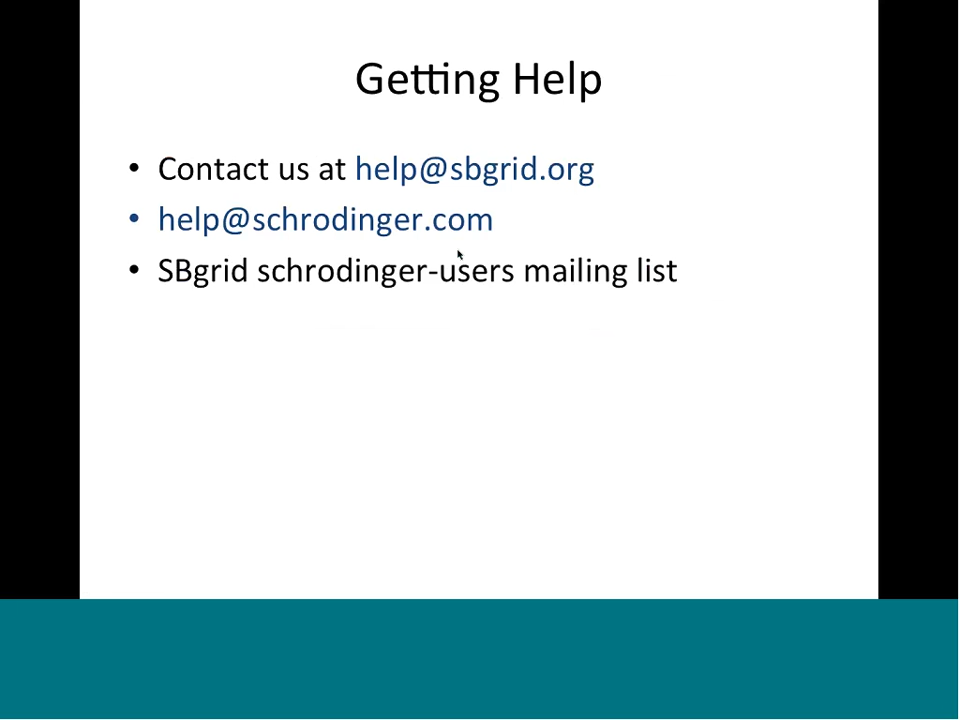 Getting Help
• Contact us at help@sbgrid.org
• help@schrodinger.com
• SBgrid schrodinger-users mailing list